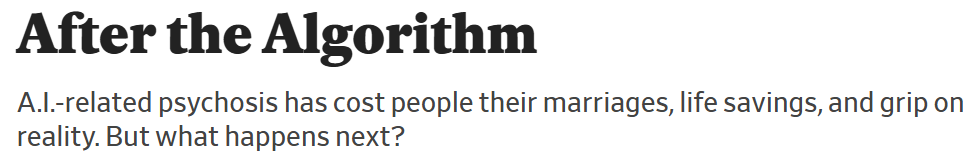 After the Algorithm
A.I.-related psychosis has cost people their marriages, life savings, and grip on
reality. But what happens next?